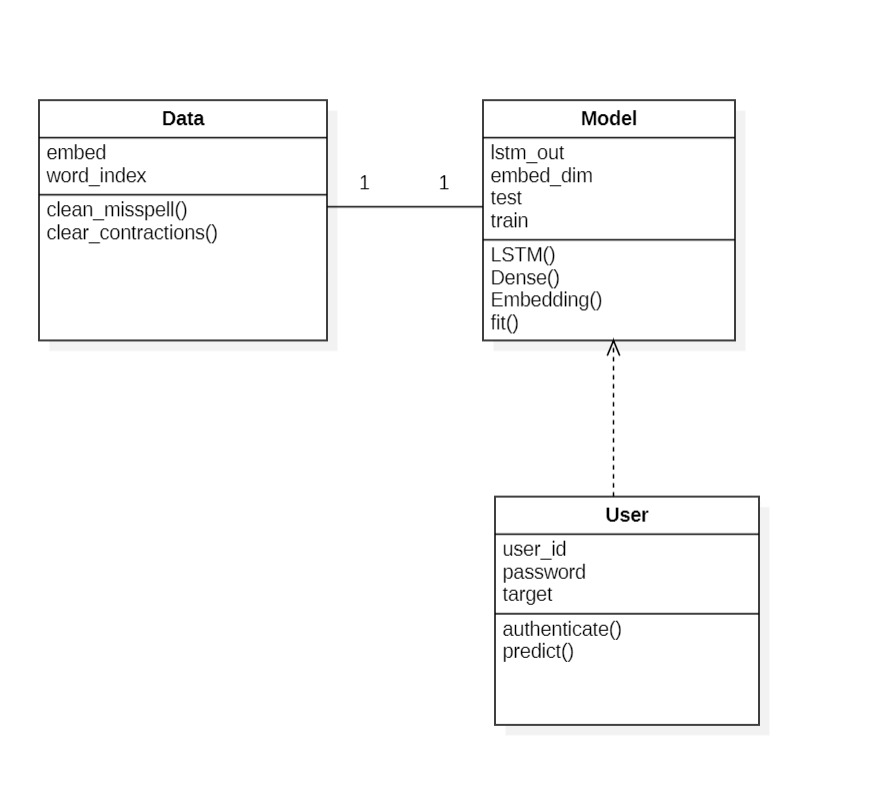 Data
embed
word_index
clean_misspell()
clear_contractions()
1 1
Model
lstm_out
embed_dim
test
train
LSTM()
Dense()
Embedding()
fit()
User
user_id
password
target
authenticate()
predict()